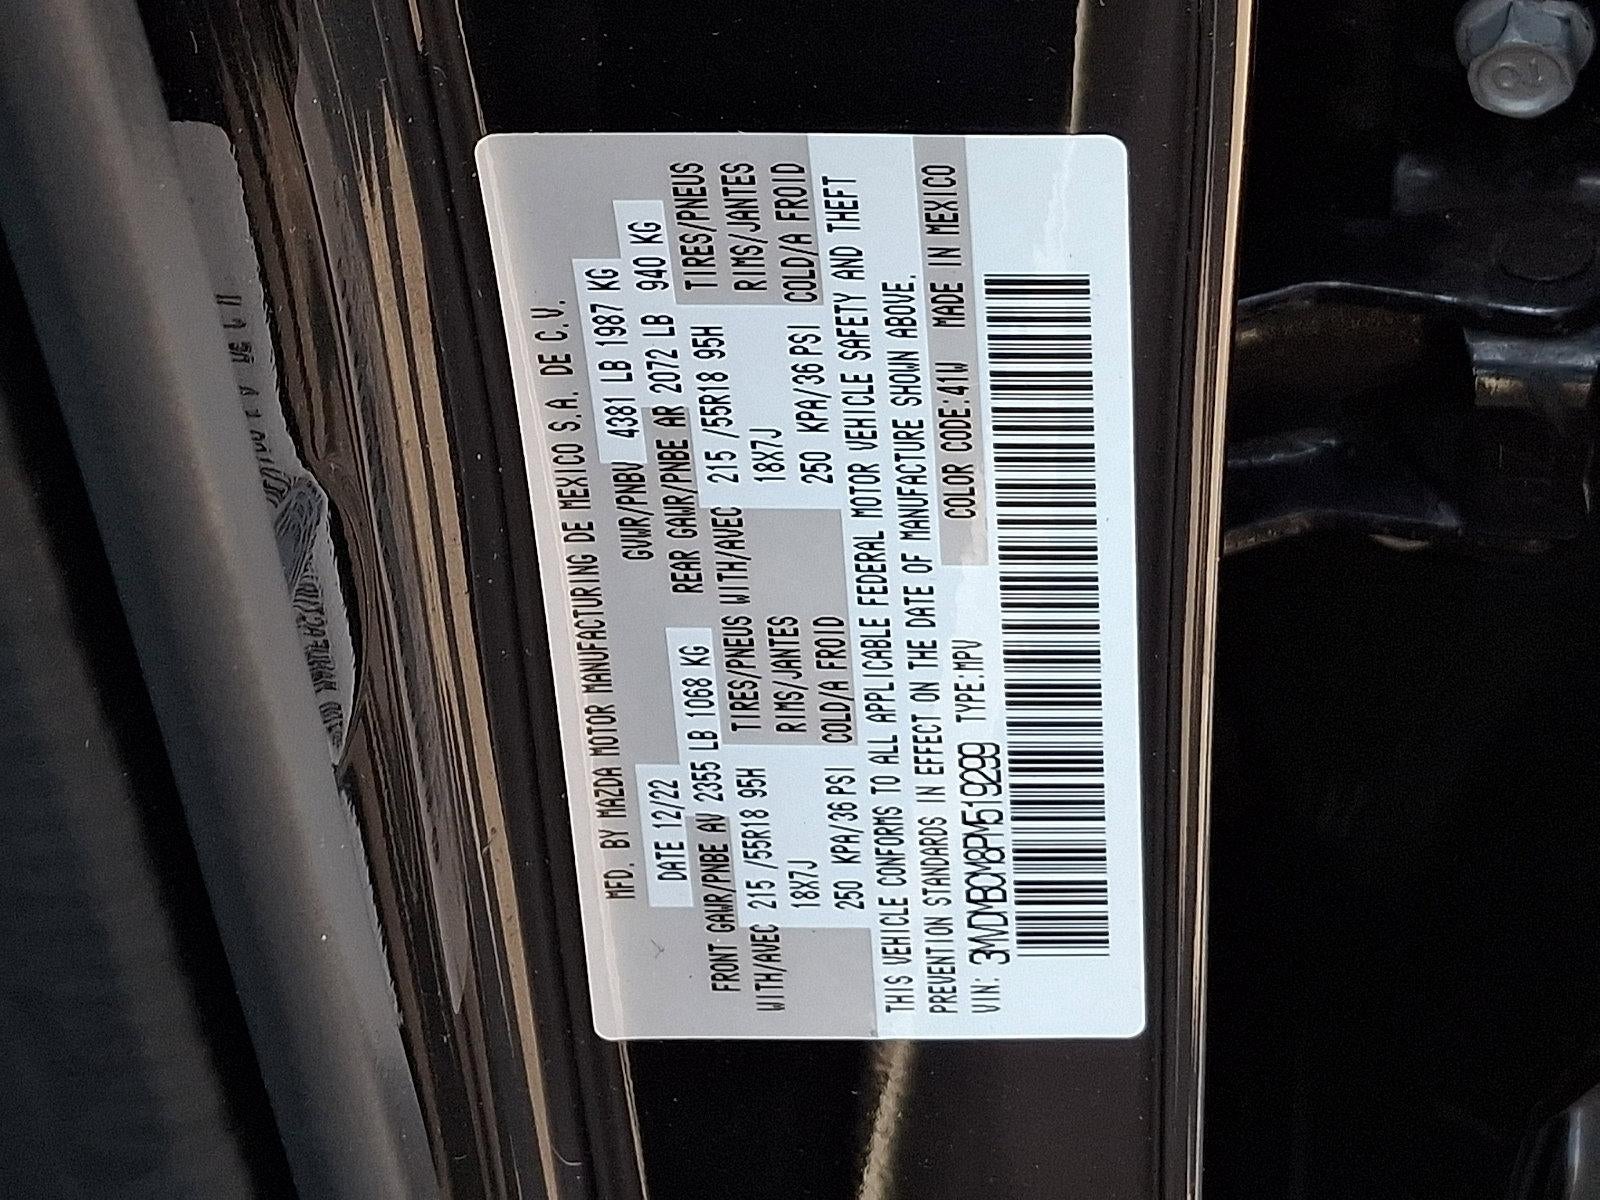 MFD. BY MAZDA MOTOR MANUFACTURING DE MEXICO S.A. DE C.V.
DATE 12/22 GVWR/PNBV 4381 LB 1987 KG
FRONT GAWR/PNBE AV 2355 LB 1068 KG REAR GAWR/PNBE AR 2072 LB 940 KG
WITH/AVEC 215 /55R18 95H TIRES/PNEUS WITH/AVEC 215 /55R18 95H TIRES/PNEUS
18X7J RIMS/JANTES 18X7J RIMS/JANTES
250 KPA/36 PSI COLD/A FROID 250 KPA/36 PSI COLD/A FROID
THIS VEHICLE CONFORMS TO ALL APPLICABLE FEDERAL MOTOR VEHICLE SAFETY AND THEFT
PREVENTION STANDARDS IN EFFECT ON THE DATE OF MANUFACTURE SHOWN ABOVE.
VIN: 3MVDMBCM8PM519299 TYPE:MPV COLOR CODE:41W MADE IN MEXICO